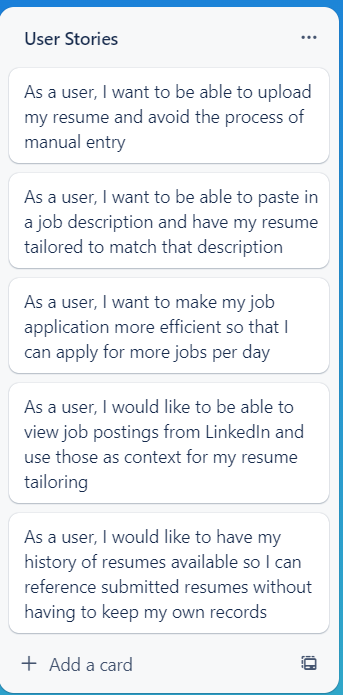 User Stories
As a user, I want to be able to upload
my resume and avoid the process of
manual entry
As a user, I want to be able to paste in
a job description and have my resume
tailored to match that description
As a user, I want to make my job
application more efficient so that I
can apply for more jobs per day
As a user, I would like to be able to
view job postings from LinkedIn and
use those as context for my resume
tailoring
As a user, I would like to have my
history of resumes available so I can
reference submitted resumes without
having to keep my own records
Add a card